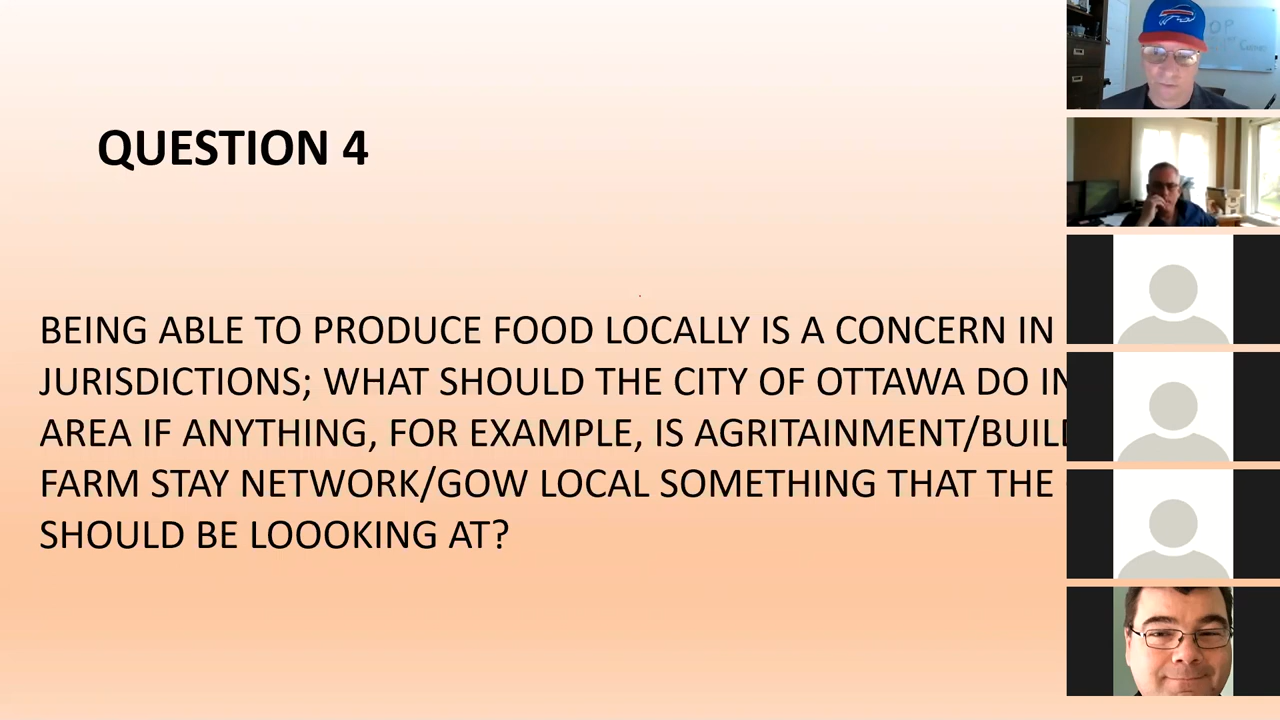 QUESTION 4
BEING ABLE TO PRODUCE FOOD LOCALLY IS A CONCERN IN
JURISDICTIONS; WHAT SHOULD THE CITY OF OTTAWA DO
AREA IF ANYTHING, FOR EXAMPLE, IS AGRITAINMENT/BUILD
FARM STAY NETWORK/GOW LOCAL SOMETHING THAT THE
SHOULD BE LOOOKING AT?